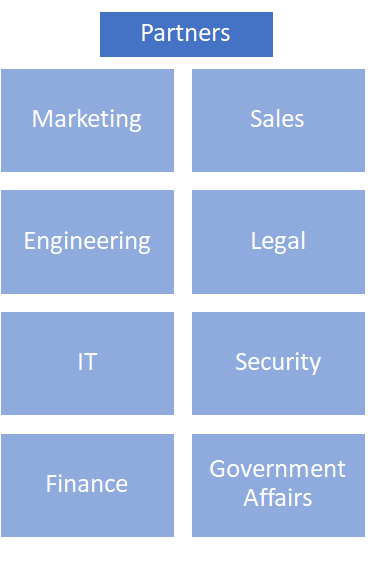 Partners
Marketing
Sales
Engineering
Legal
IT
Security
Finance
Government
Affairs